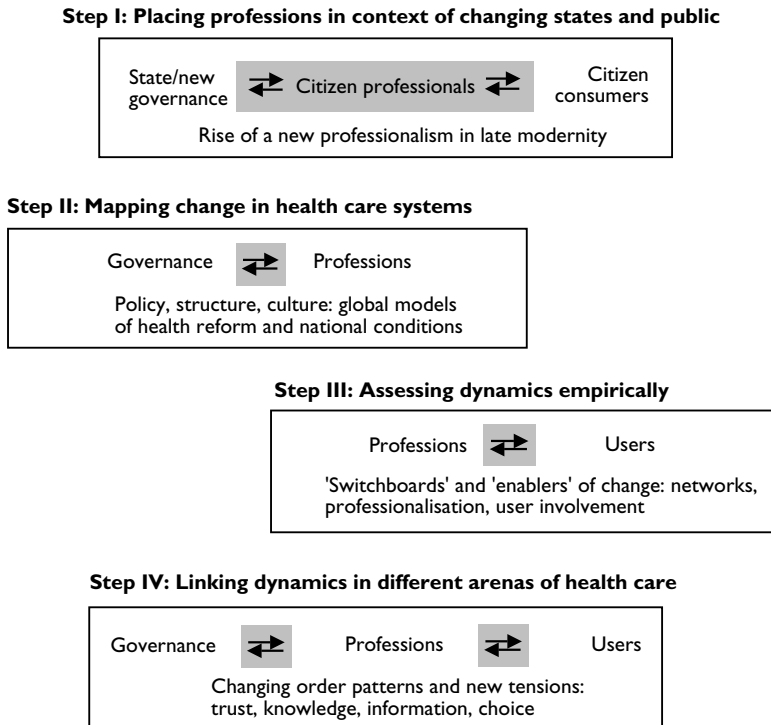 Step I: Placing professions in context of changing states and public
State/new governance
Citizen professionals
Citizen consumers
Rise of a new professionalism in late modernity
Step II: Mapping change in health care systems
Governance
Professions
Policy, structure, culture: global models
of health reform and national conditions
Step III: Assessing dynamics empirically
Professions
Users
'Switchboards' and 'enablers' of change: networks,
professionalisation, user involvement
Step IV: Linking dynamics in different arenas of health care
Governance
Professions
Users
Changing order patterns and new tensions:
trust, knowledge, information, choice